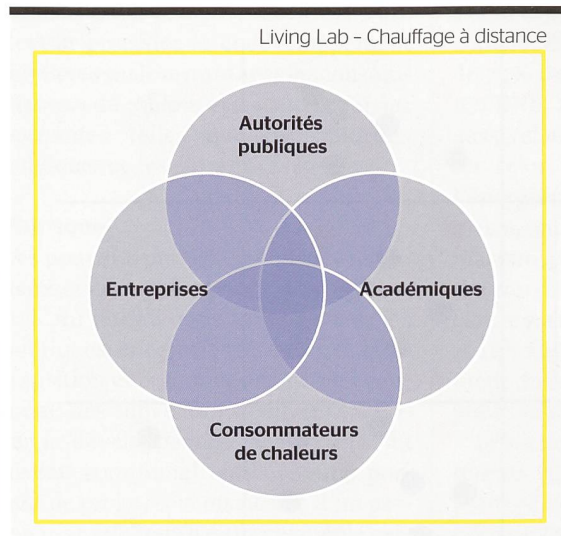 Living Lab – Chauffage à distance
Autorités
publiques
Entreprises
Académiques
Consommateurs
de chaleurs